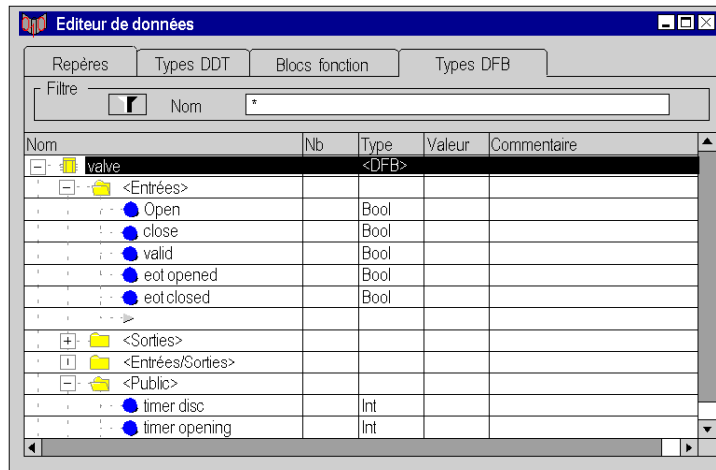 Editeur de données
Repères Types DDT Blocs fonction Types DFB
Filtre
Nom *
Nom Nb Type Valeur Commentaire
valve <DFB>
<Entrées>
Open Bool
close Bool
valid Bool
eot opened Bool
eot closed Bool
<Sorties>
<Entrées/Sorties>
<Public>
timer disc Int
timer opening Int